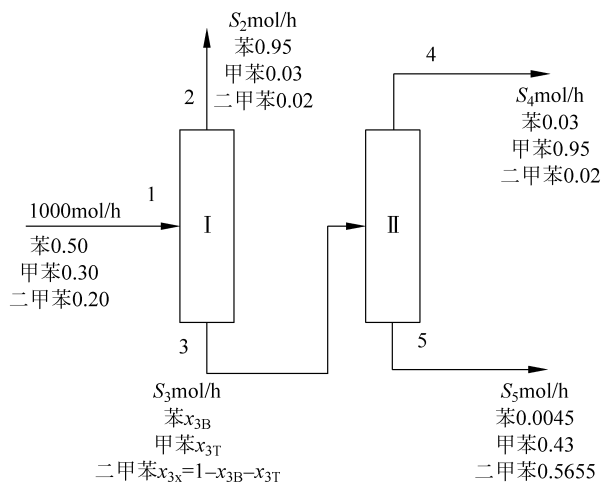 S₂mol/h
苯0.95
甲苯0.03
二甲苯0.02
2
4
S₄mol/h
苯0.03
甲苯0.95
二甲苯0.02
1
1000mol/h
苯0.50
甲苯0.30
二甲苯0.20
Ⅰ
Ⅱ
3
5
S₃mol/h
苯x₃B
甲苯x₃T
二甲苯x₃ₓ=1–x₃B–x₃T
S₅mol/h
苯0.0045
甲苯0.43
二甲苯0.5655